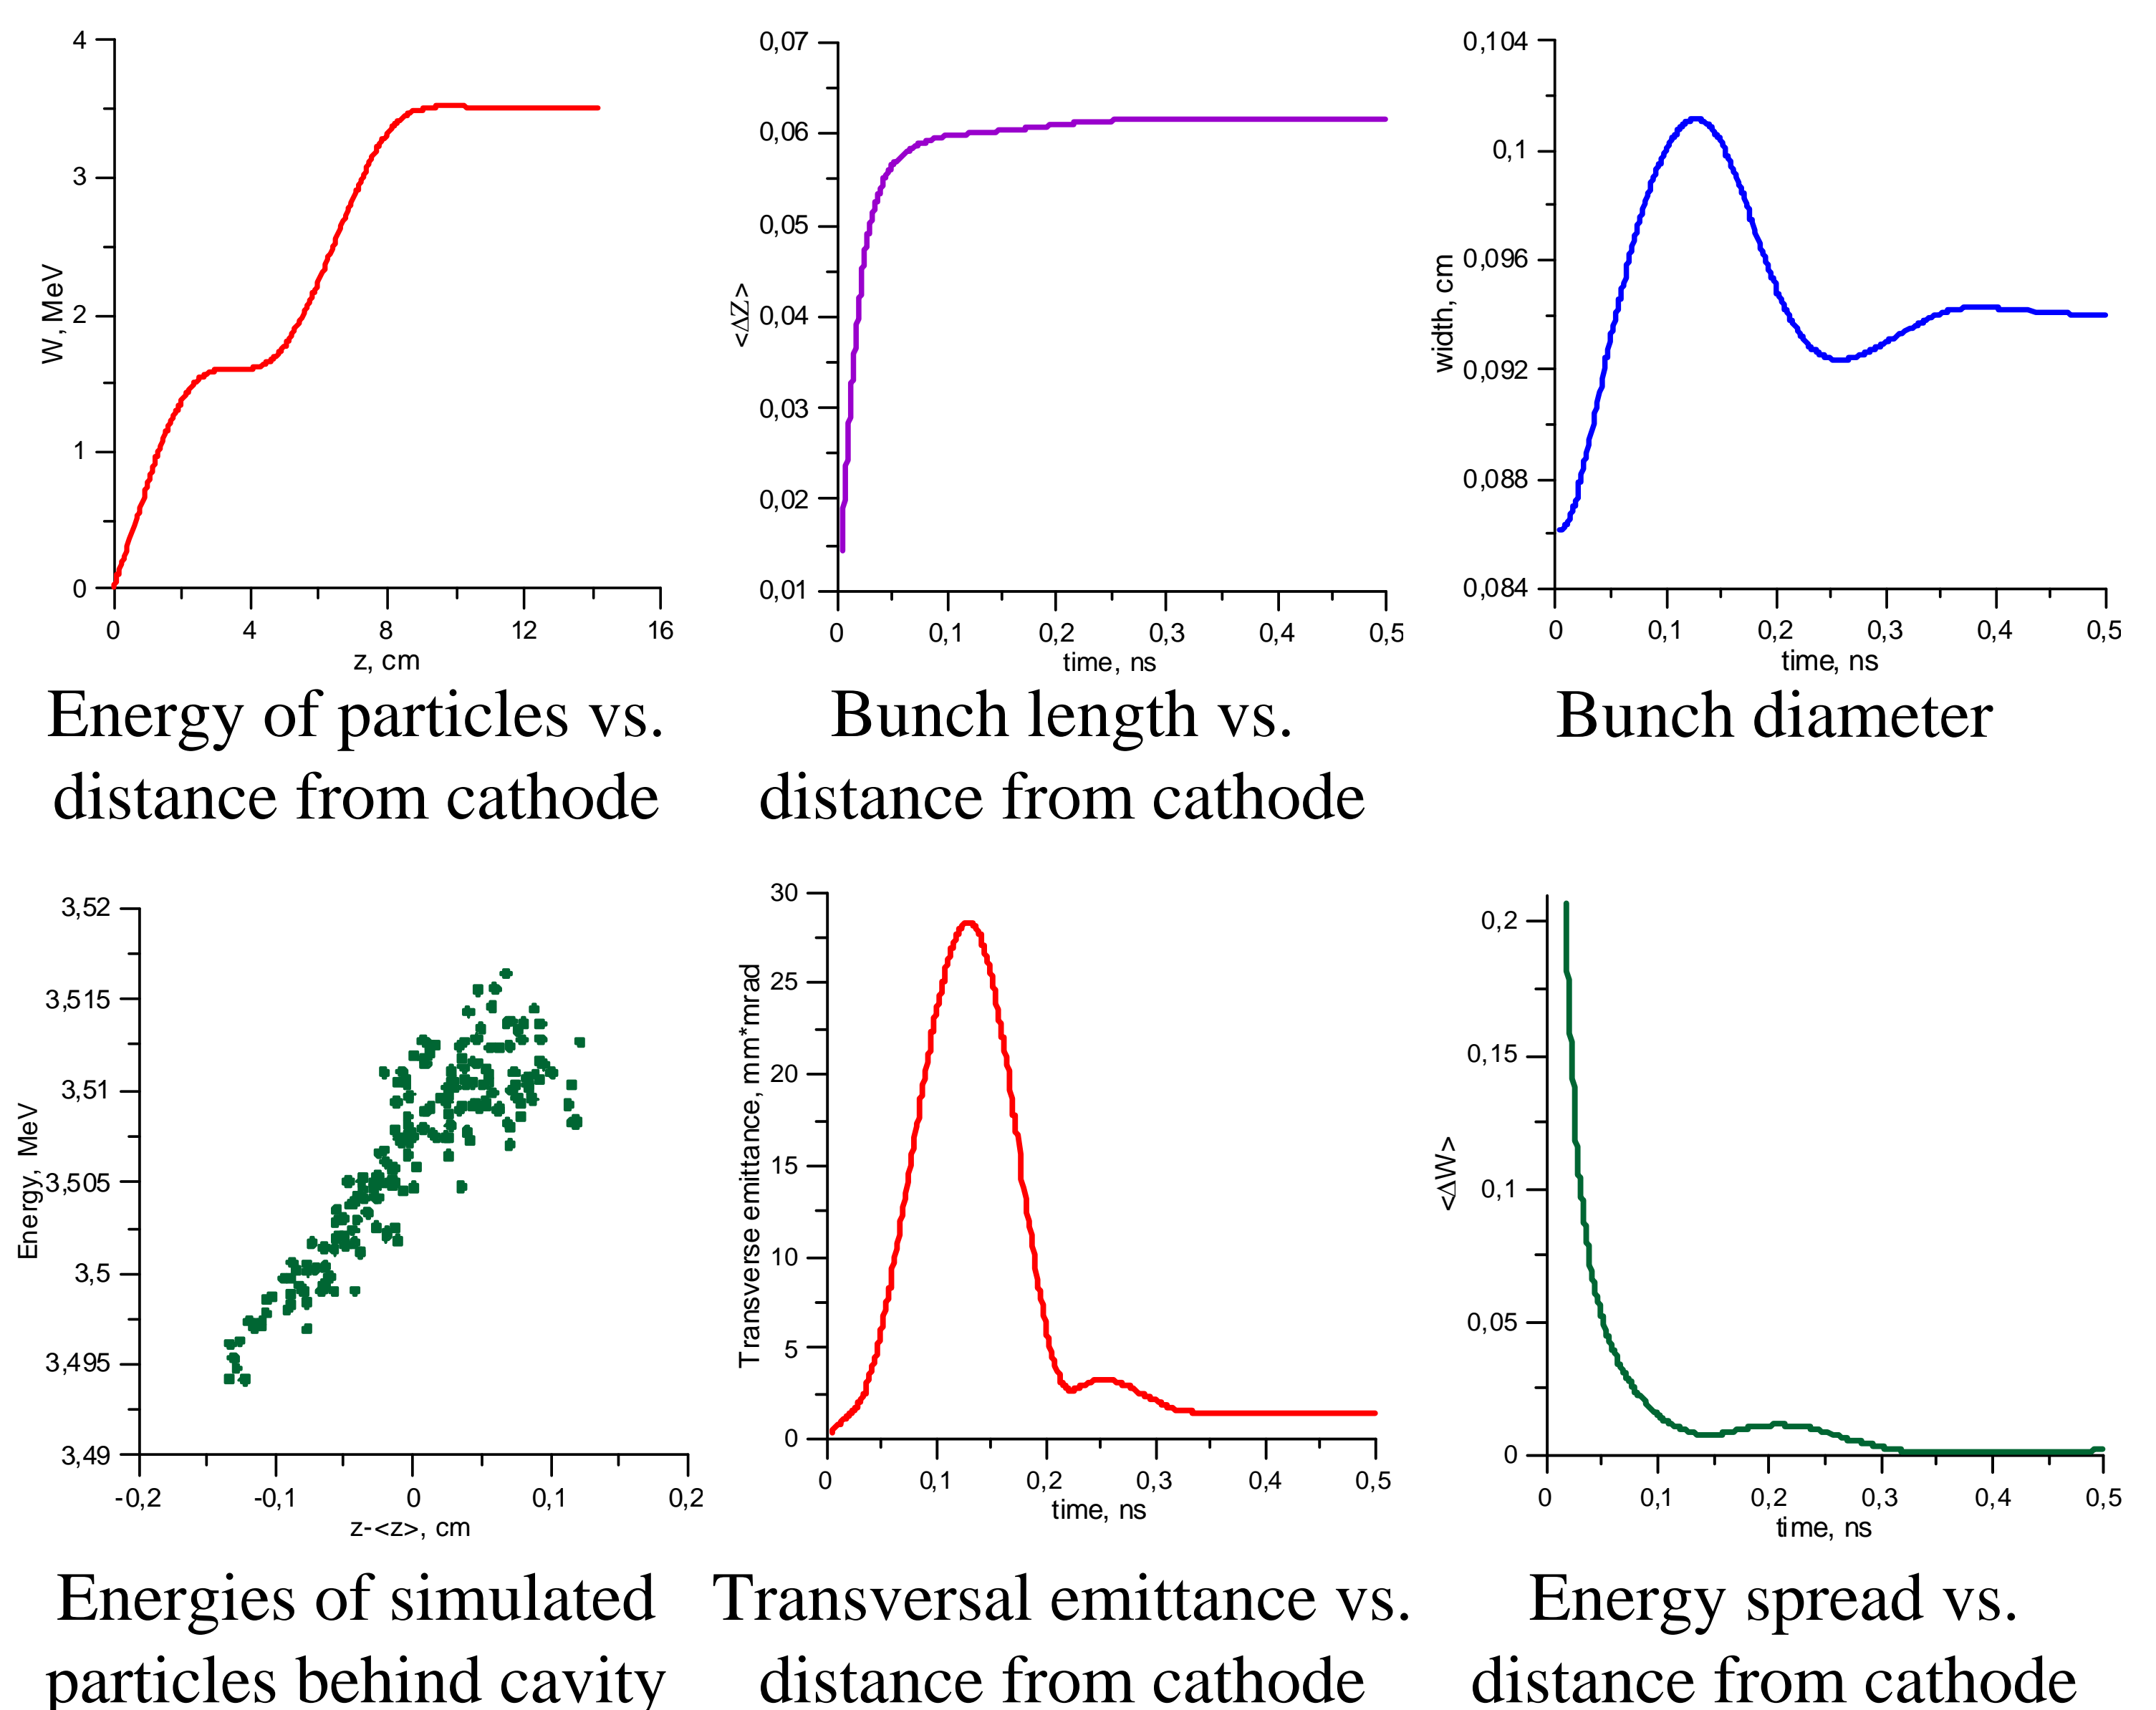 4
3
2
1
0
W, MeV
0 4 8 12 16
z, cm
Energy of particles vs.
distance from cathode
0,07
0,06
0,05
0,04
0,03
0,02
0,01
<ΔZ>
0 0,1 0,2 0,3 0,4 0,5
time, ns
Bunch length vs.
distance from cathode
0,104
0,1
0,096
0,092
0,088
0,084
width, cm
0 0,1 0,2 0,3 0,4 0,5
time, ns
Bunch diameter
3,52
3,515
3,51
3,505
3,5
3,495
3,49
Energy, MeV
-0,2 -0,1 0 0,1 0,2
z-<z>, cm
Energies of simulated
particles behind cavity
30
25
20
15
10
5
0
Transverse emittance, mm*mrad
0 0,1 0,2 0,3 0,4 0,5
time, ns
Transversal emittance vs.
distance from cathode
0,2
0,15
0,1
0,05
0
<ΔW>
0 0,1 0,2 0,3 0,4 0,5
time, ns
Energy spread vs.
distance from cathode